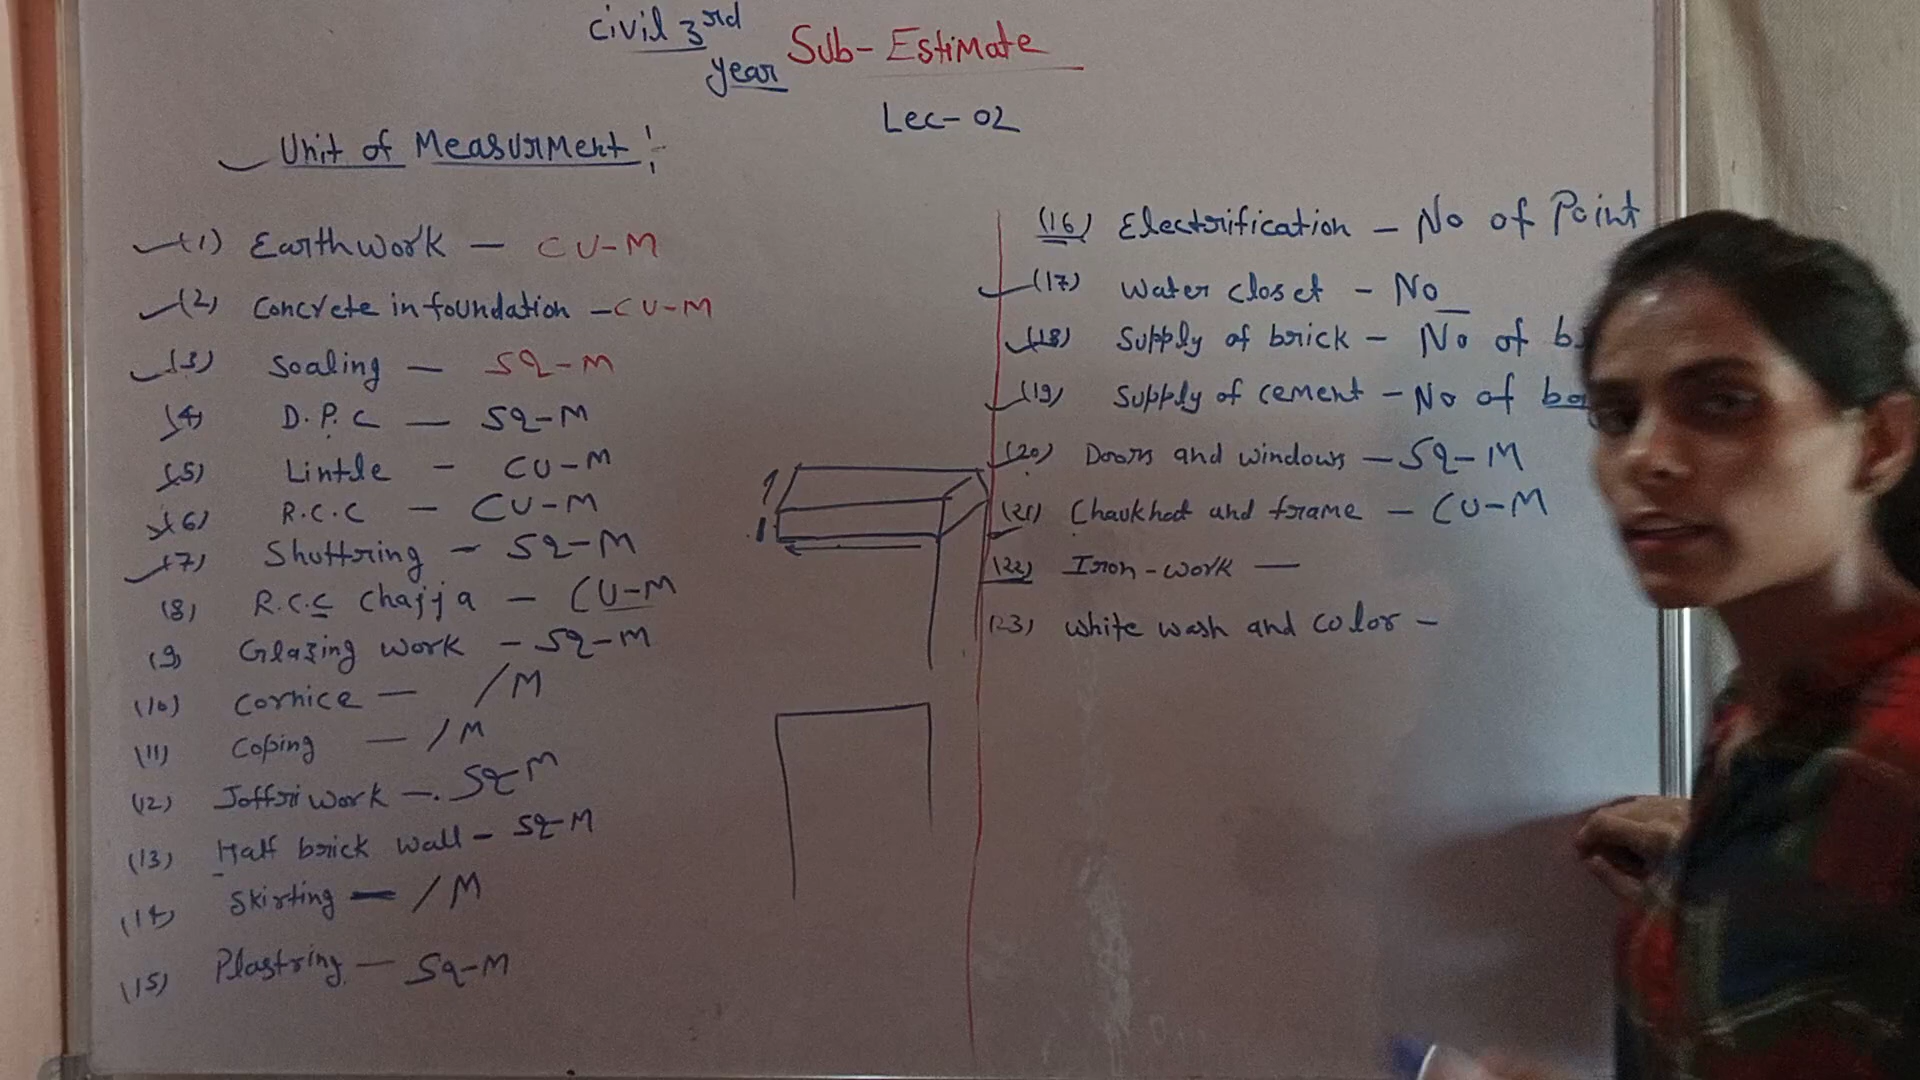 Civil 3rd year Sub- Estimate
Lec- 02
Unit of Measurment :-
(1) Earthwork — CU-M
(2) Concrete in foundation — CU-M
(3) Soaling — SQ-M
(4) D.P.C — SQ-M
(5) Lintle - CU-M
(6) R.C.C - CU-M
(7) Shuttring - SQ-M
(8) R.C.C Chajja - CU-M
(9) Glazing work - SQ-M
(10) Cornice — /M
(11) Coping — /M
(12) Joffri work —. SQ M
(13) Half brick wall - SQ-M
(14) Skirting — /M
(15) Plastring — Sq-M
(16) Electrification - No of Point
(17) Water closet - No
(18) Supply of brick - No of
(19) Supply of cement - No of
(20) Doors and windows - SQ-M
(21) Chaukhat and frame - CU-M
(22) Iron-work —
(23) White wash and color -